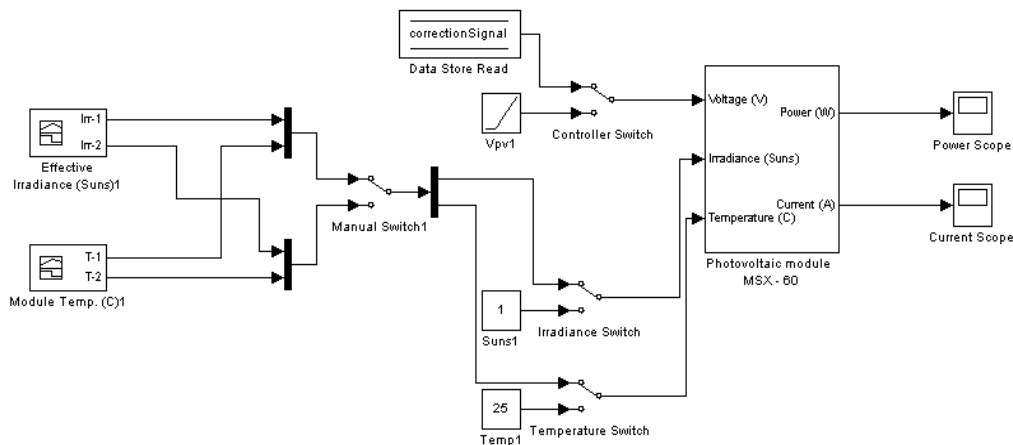 correctionSignal
Data Store Read
Vpv1
Controller Switch
Irr-1
Irr-2
Effective
Irradiance (Suns)1
T-1
T-2
Module Temp. (C)1
Manual Switch1
1
Suns1
Irradiance Switch
25
Temp1
Temperature Switch
Voltage (V)
Irradiance (Suns)
Temperature (C)
Power (W)
Current (A)
Photovoltaic module
MSX - 60
Power Scope
Current Scope